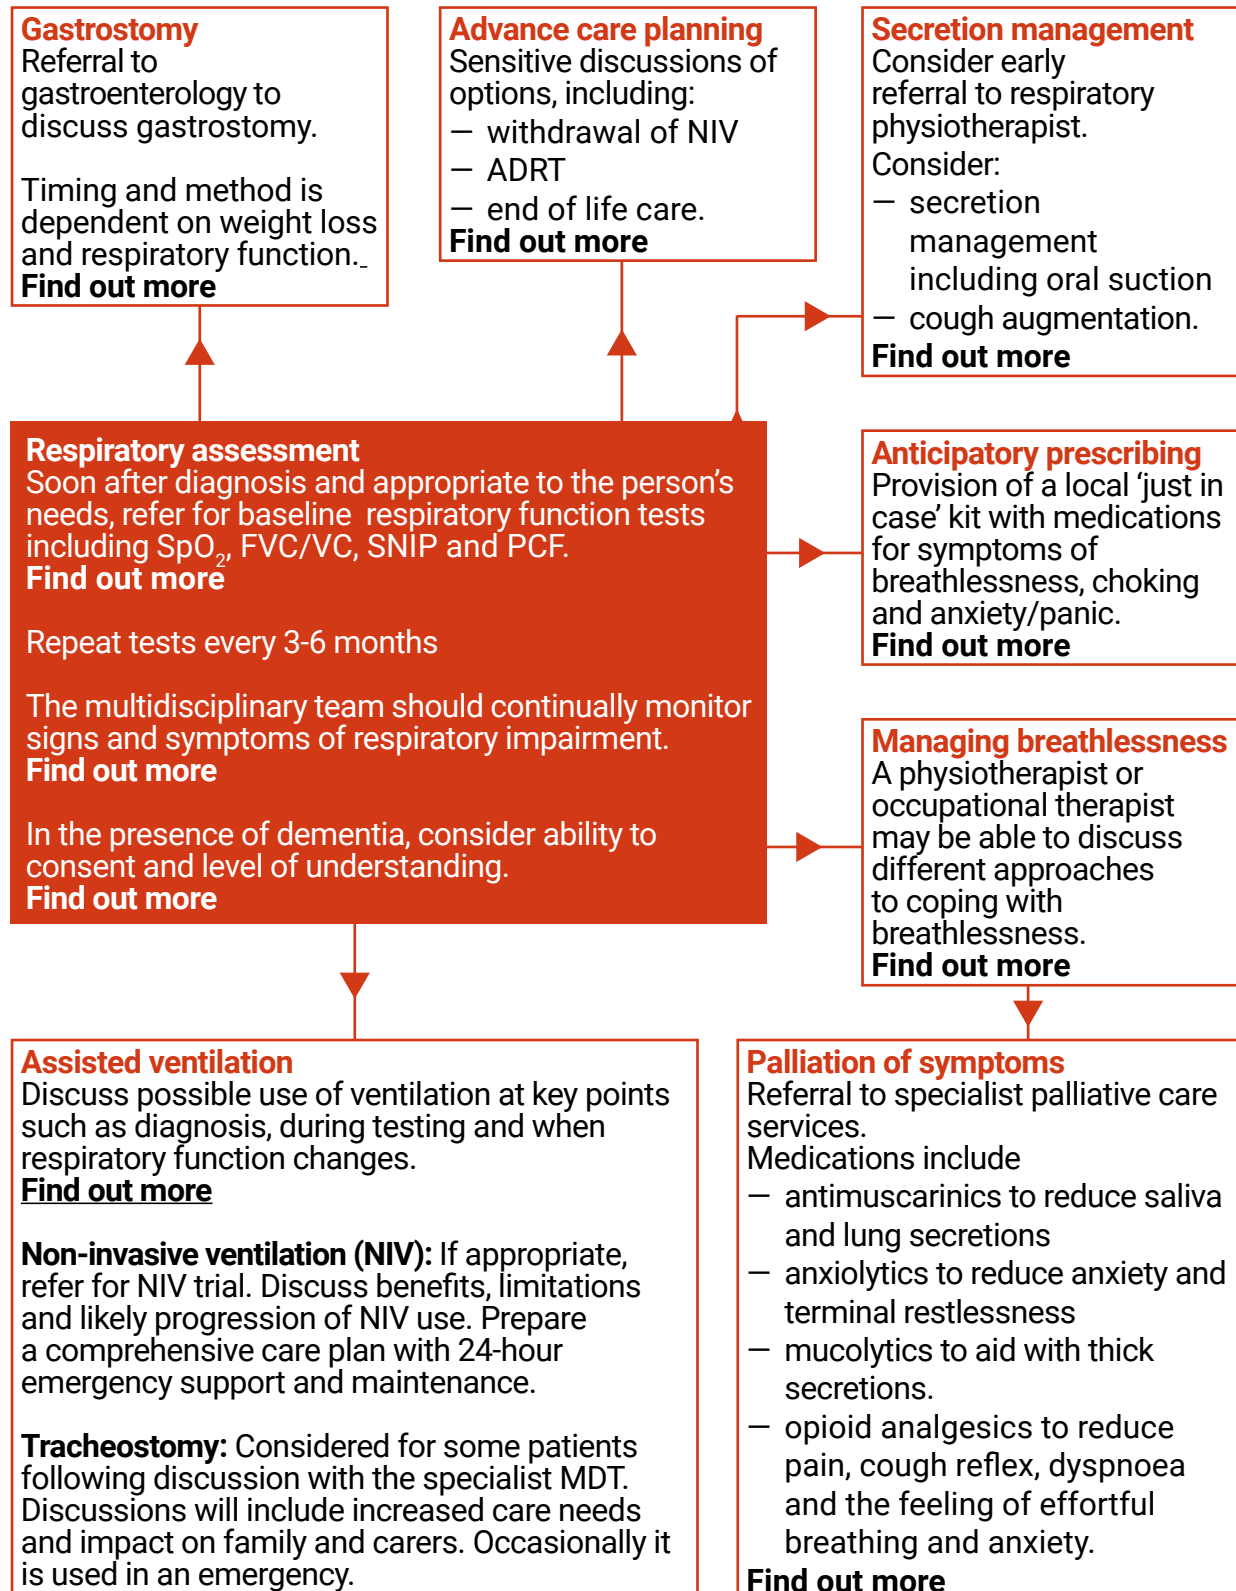 Gastrostomy
Referral to
gastroenterology to
discuss gastrostomy.
Timing and method is
dependent on weight loss
and respiratory function.
Find out more
Advance care planning
Sensitive discussions of
options, including:
— withdrawal of NIV
— ADRT
— end of life care.
Find out more
Secretion management
Consider early
referral to respiratory
physiotherapist.
Consider:
— secretion
management
including oral suction
— cough augmentation.
Find out more
Respiratory assessment
Soon after diagnosis and appropriate to the person’s
needs, refer for baseline respiratory function tests
including SpO₂, FVC/VC, SNIP and PCF.
Find out more
Repeat tests every 3-6 months
The multidisciplinary team should continually monitor
signs and symptoms of respiratory impairment.
Find out more
In the presence of dementia, consider ability to
consent and level of understanding.
Find out more
Anticipatory prescribing
Provision of a local ‘just in
case’ kit with medications
for symptoms of
breathlessness, choking
and anxiety/panic.
Find out more
Managing breathlessness
A physiotherapist or
occupational therapist
may be able to discuss
different approaches
to coping with
breathlessness.
Find out more
Assisted ventilation
Discuss possible use of ventilation at key points
such as diagnosis, during testing and when
respiratory function changes.
Find out more
Non-invasive ventilation (NIV): If appropriate,
refer for NIV trial. Discuss benefits, limitations
and likely progression of NIV use. Prepare
a comprehensive care plan with 24-hour
emergency support and maintenance.
Tracheostomy: Considered for some patients
following discussion with the specialist MDT.
Discussions will include increased care needs
and impact on family and carers. Occasionally it
is used in an emergency.
Palliation of symptoms
Referral to specialist palliative care
services.
Medications include
— antimuscarinics to reduce saliva
and lung secretions
— anxiolytics to reduce anxiety and
terminal restlessness
— mucolytics to aid with thick
secretions.
— opioid analgesics to reduce
pain, cough reflex, dyspnoea
and the feeling of effortful
breathing and anxiety.
Find out more